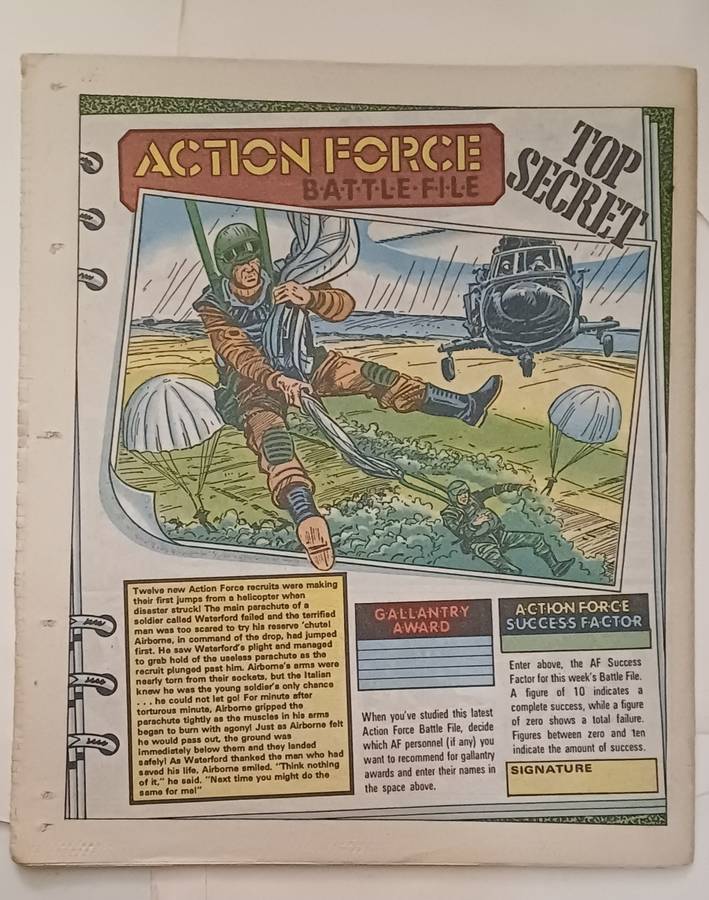 ACTION FORCE
B·A·T·T·L·E·F·I·L·E
TOP
SECRET
Twelve new Action Force recruits were making
their first jumps from a helicopter when
disaster struck! The main parachute of a
soldier called Waterford failed and the terrified
man was too scared to try his reserve 'chute!
Airborne, in command of the drop, had jumped
first. He saw Waterford's plight and managed
to grab hold of the useless parachute as the
recruit plunged past him. Airborne's arms were
nearly torn from their sockets, but the Italian
knew he was the young soldier's only chance
. . . he could not let go! For minute after
torturous minute, Airborne gripped the
parachute tightly as the muscles in his arms
began to burn with agony! Just as Airborne felt
he would pass out, the ground was
immediately below them and they landed
safely! As Waterford thanked the man who had
saved his life, Airborne smiled. "Think nothing
of it," he said. "Next time you might do the
same for me!"
GALLANTRY
AWARD
When you've studied this latest
Action Force Battle File, decide
which AF personnel (if any) you
want to recommend for gallantry
awards and enter their names in
the space above.
ACTION FORCE
SUCCESS FACTOR
Enter above, the AF Success
Factor for this week's Battle File.
A figure of 10 indicates a
complete success, while a figure
of zero shows a total failure.
Figures between zero and ten
indicate the amount of success.
SIGNATURE